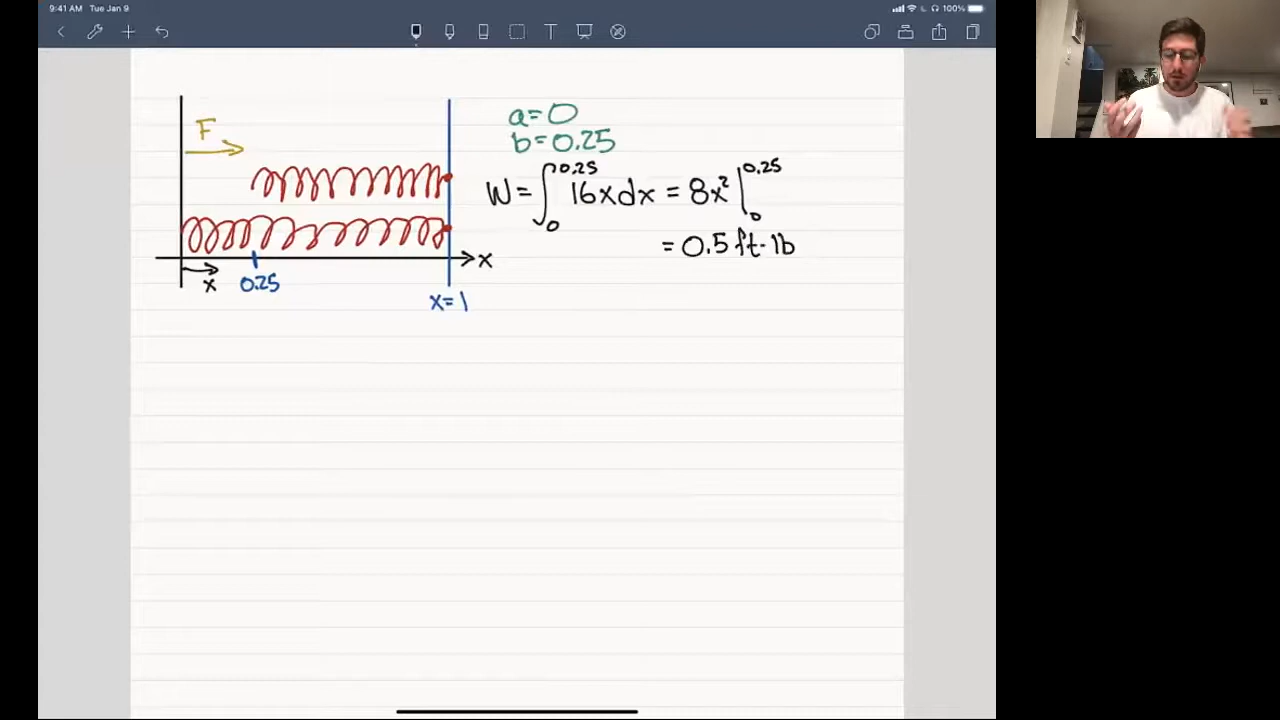 9:41 AM Tue Jan 9
100%
F
a=0
b=0.25
W = ∫₀^0.25 16x dx = 8x² |₀^0.25
= 0.5 ft·lb
x
x
0.25
x=1